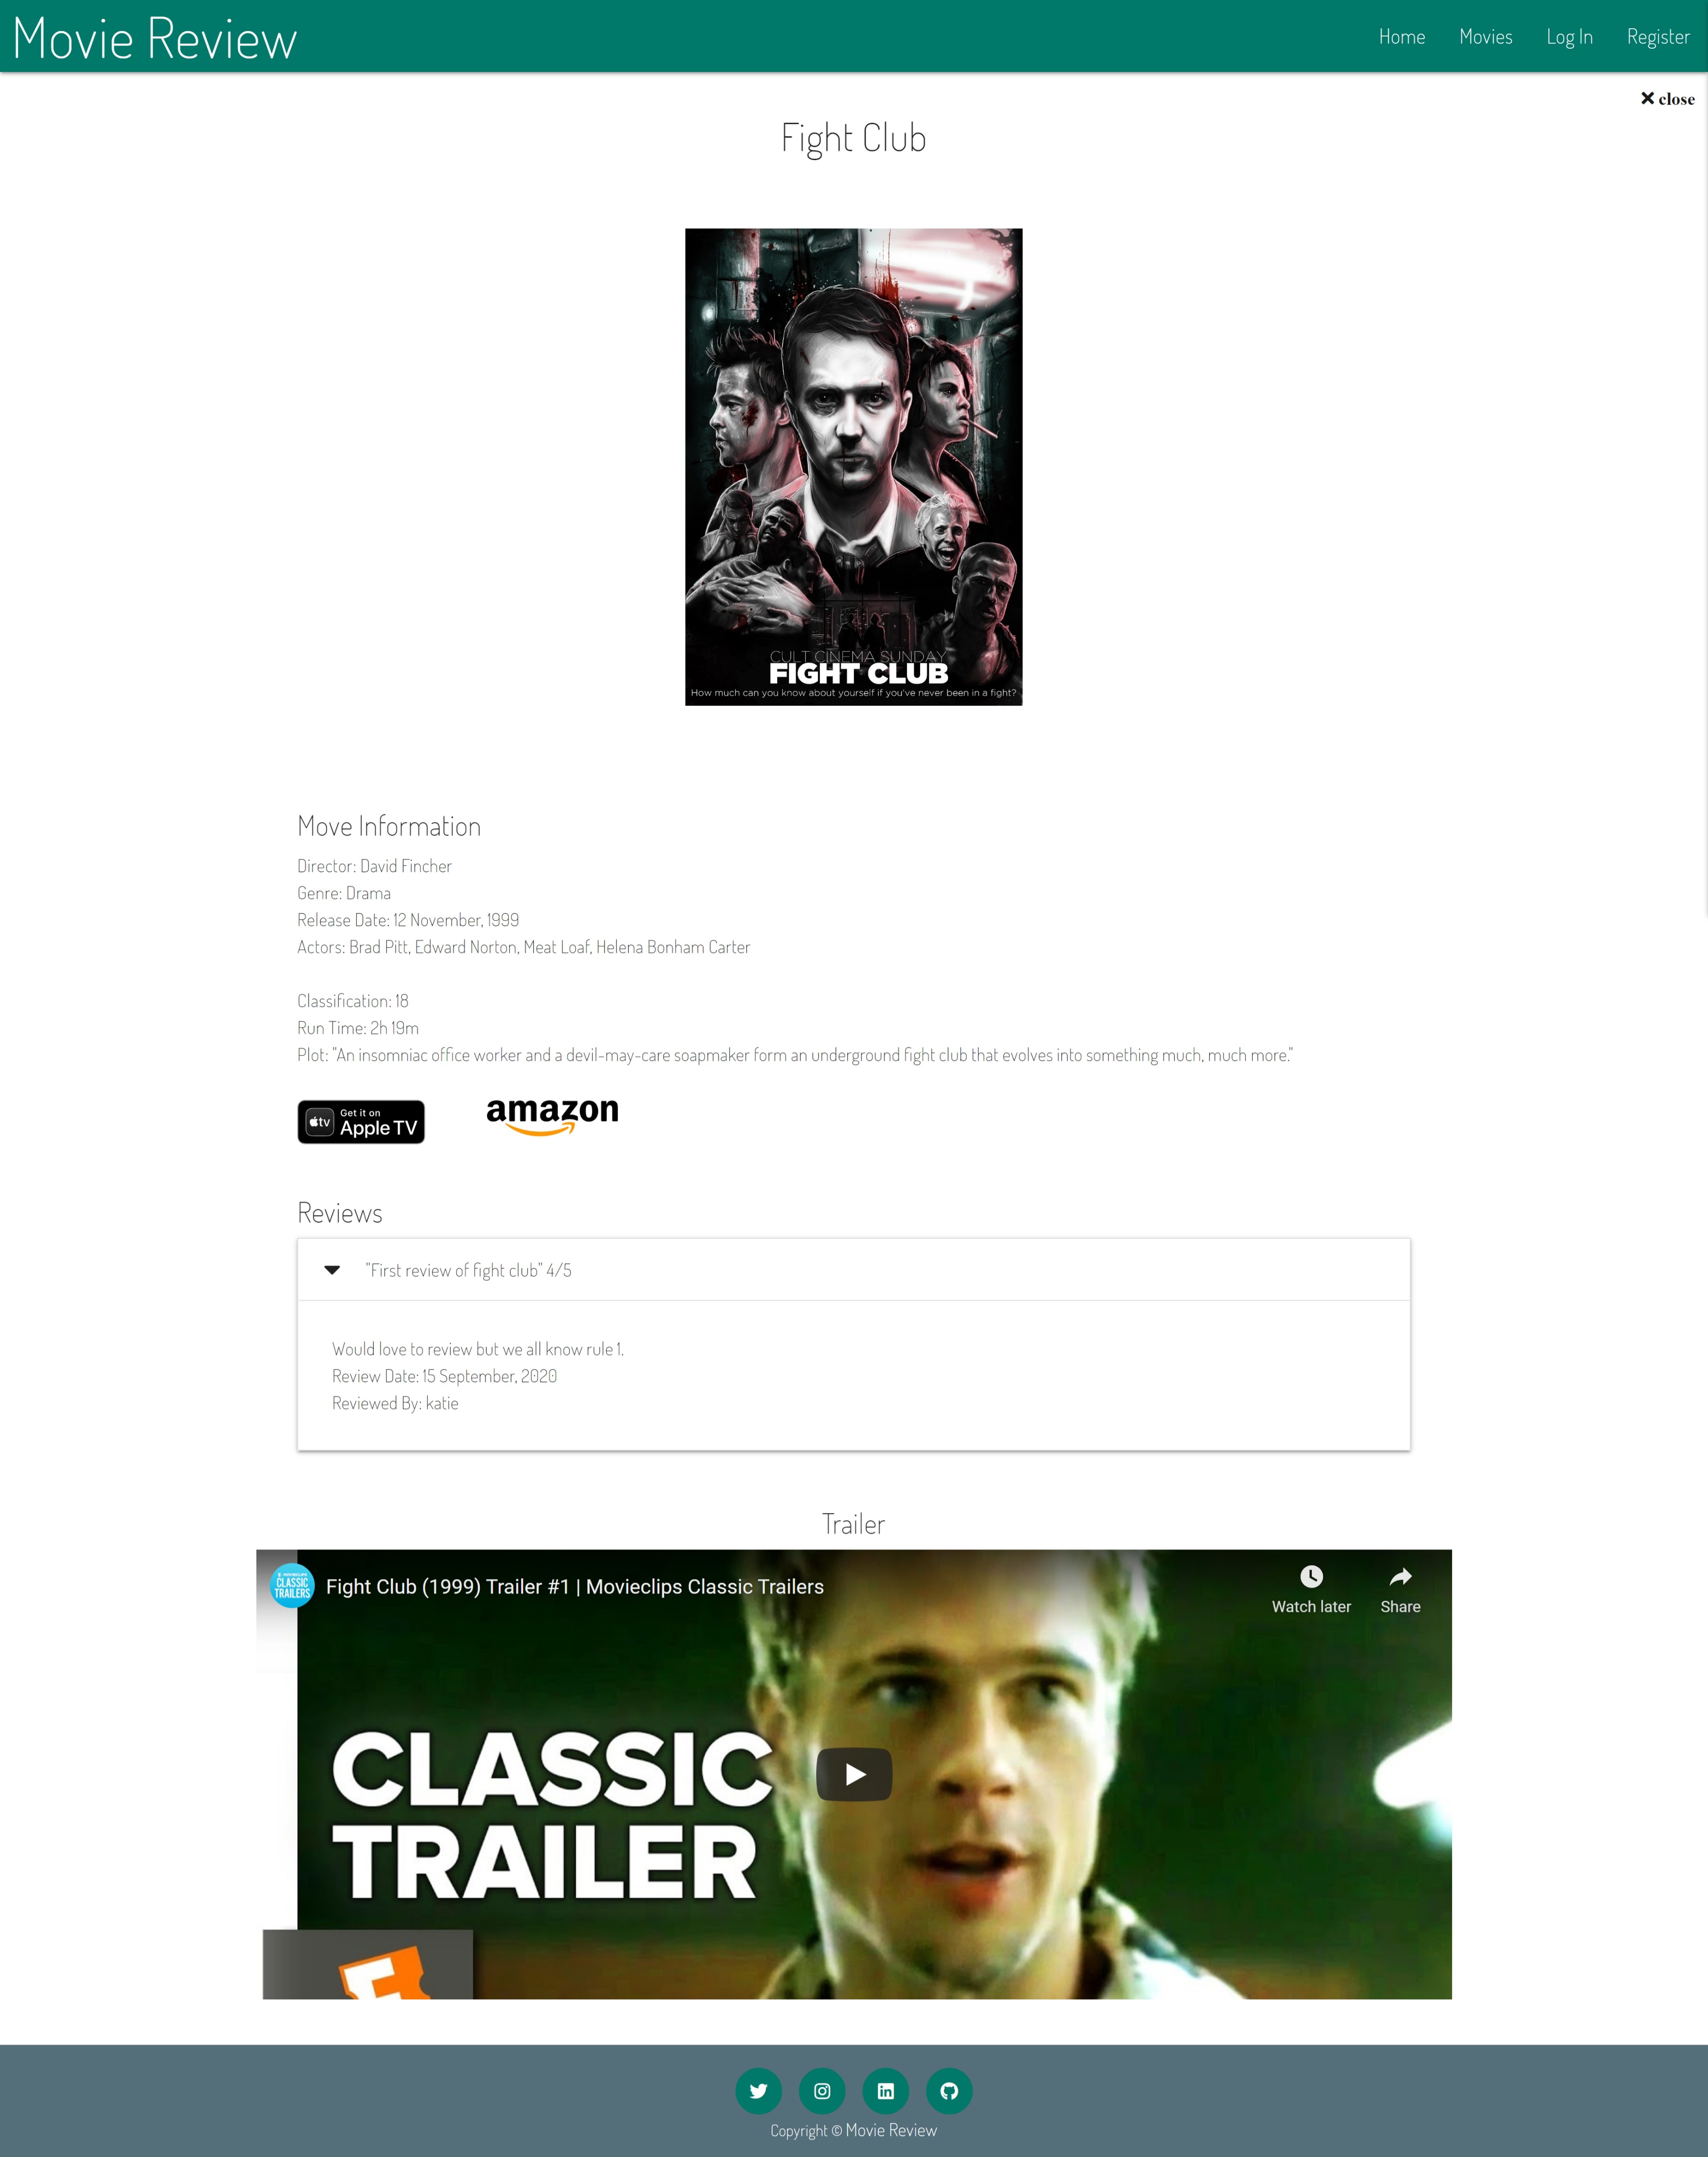 Movie Review
Home Movies Log In Register
close
Fight Club
CULT CINEMA SUNDAY
FIGHT CLUB
How much can you know about yourself if you've never been in a fight?
Move Information
Director: David Fincher
Genre: Drama
Release Date: 12 November, 1999
Actors: Brad Pitt, Edward Norton, Meat Loaf, Helena Bonham Carter
Classification: 18
Run Time: 2h 19m
Plot: "An insomniac office worker and a devil-may-care soapmaker form an underground fight club that evolves into something much, much more."
tv
Get it on
Apple TV
amazon
Reviews
"First review of fight club" 4/5
Would love to review but we all know rule 1.
Review Date: 15 September, 2020
Reviewed By: katie
Trailer
MOVIECLIPS
CLASSIC
TRAILERS
Fight Club (1999) Trailer #1 | Movieclips Classic Trailers
Watch later
Share
CLASSIC
TRAILER
Copyright © Movie Review